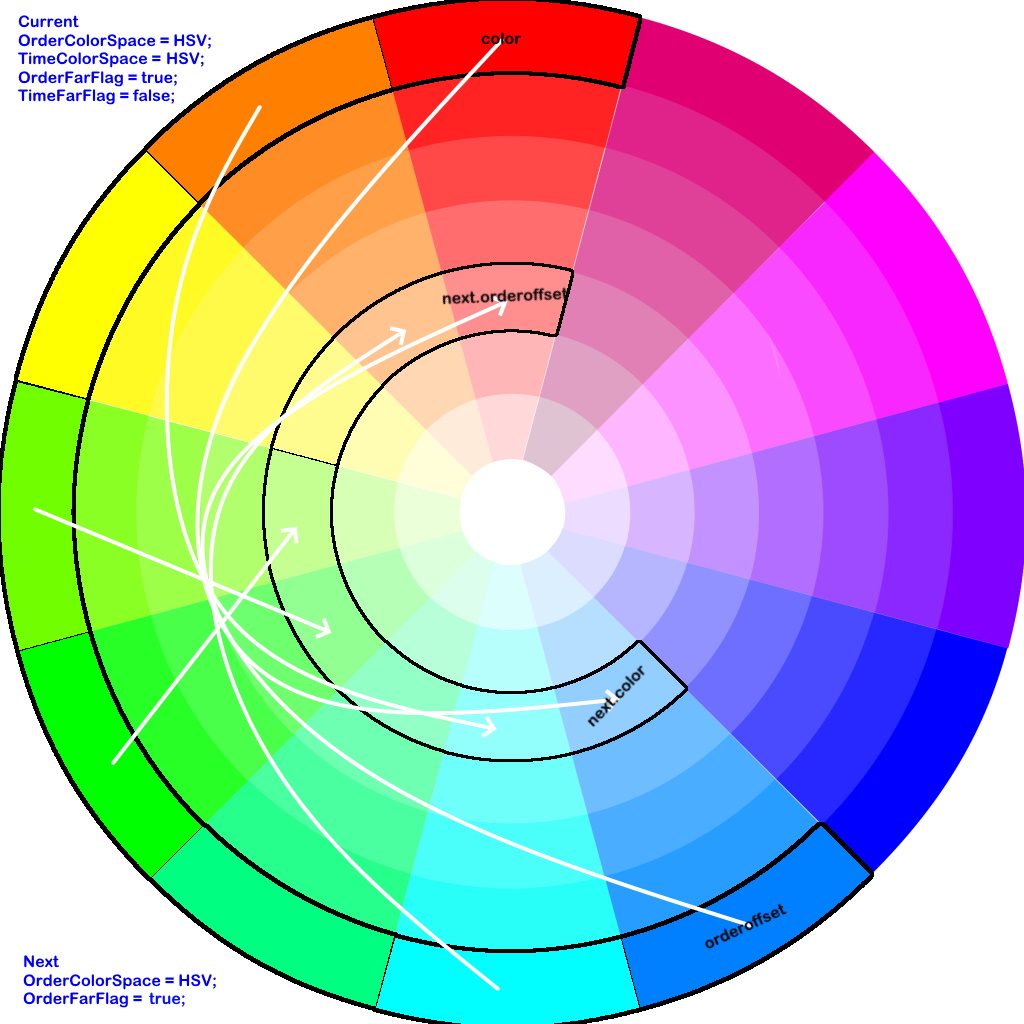 Current
OrderColorSpace = HSV;
TimeColorSpace = HSV;
OrderFarFlag = true;
TimeFarFlag = false;
color
next.orderoffset
next.color
orderoffset
Next
OrderColorSpace = HSV;
OrderFarFlag = true;